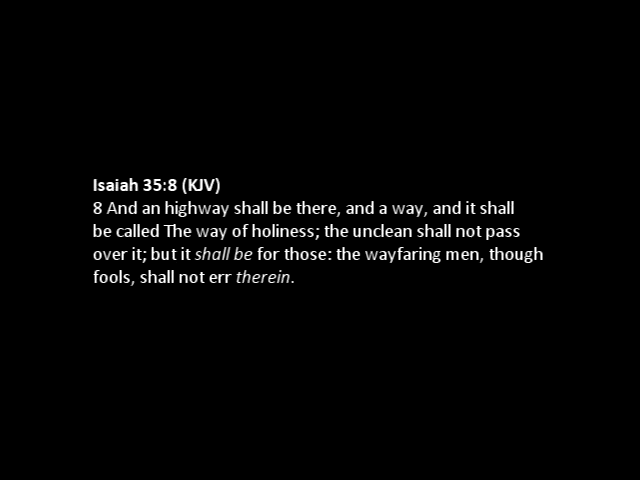 Isaiah 35:8 (KJV)
8 And an highway shall be there, and a way, and it shall
be called The way of holiness; the unclean shall not pass
over it; but it shall be for those: the wayfaring men, though
fools, shall not err therein.